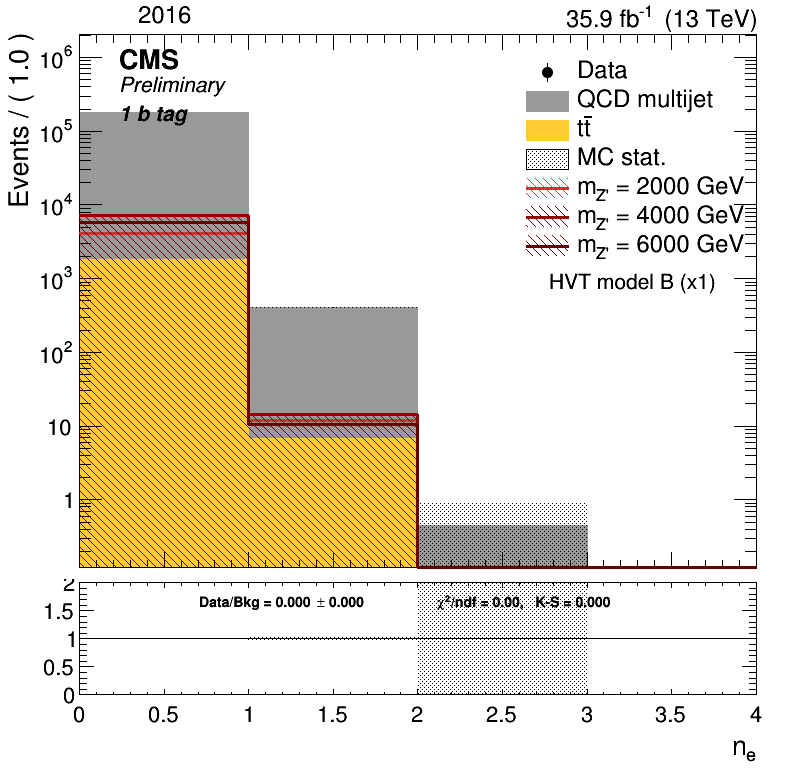 2016 35.9 fb⁻¹ (13 TeV)
Events / ( 1.0 )
10⁶
10⁵
10⁴
10³
10²
10
1
CMS
Preliminary
1 b tag
Data
QCD multijet
tt̄
MC stat.
m_Z' = 2000 GeV
m_Z' = 4000 GeV
m_Z' = 6000 GeV
HVT model B (x1)
2
1.5
1
0.5
0
Data/Bkg = 0.000 ± 0.000 χ²/ndf = 0.00, K-S = 0.000
0 0.5 1 1.5 2 2.5 3 3.5 4
n_e